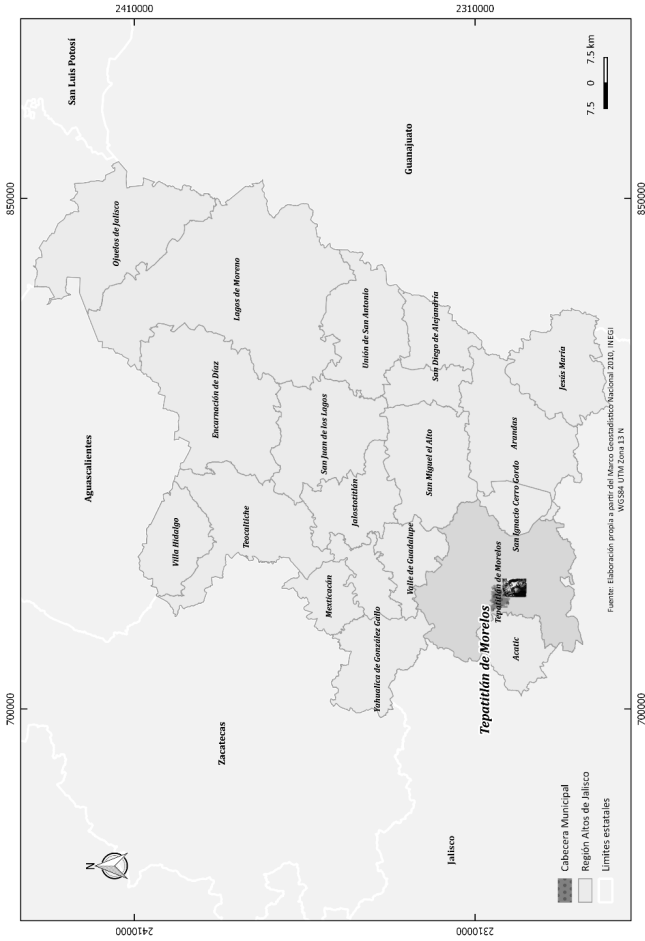 San Luis Potosí
Aguascalientes
Zacatecas
Guanajuato
Jalisco
Ojuelos de Jalisco
Lagos de Moreno
Encarnación de Díaz
Villa Hidalgo
Teocaltiche
Unión de San Antonio
San Juan de los Lagos
San Diego de Alejandría
Jalostotitlán
Mexticacán
San Miguel el Alto
Valle de Guadalupe
Yahualica de González Gallo
Jesús María
Arandas
San Ignacio Cerro Gordo
Tepatitlán de Morelos
Tepatitlán de Morelos
Acatic
N
700000
850000
700000
850000
2410000
2310000
2410000
2310000
7.5 0 7.5 km
Cabecera Municipal
Región Altos de Jalisco
Limites estatales
Fuente: Elaboración propia a partir del Marco Geostadístico Nacional 2010, INEGI
WGS84 UTM Zona 13 N